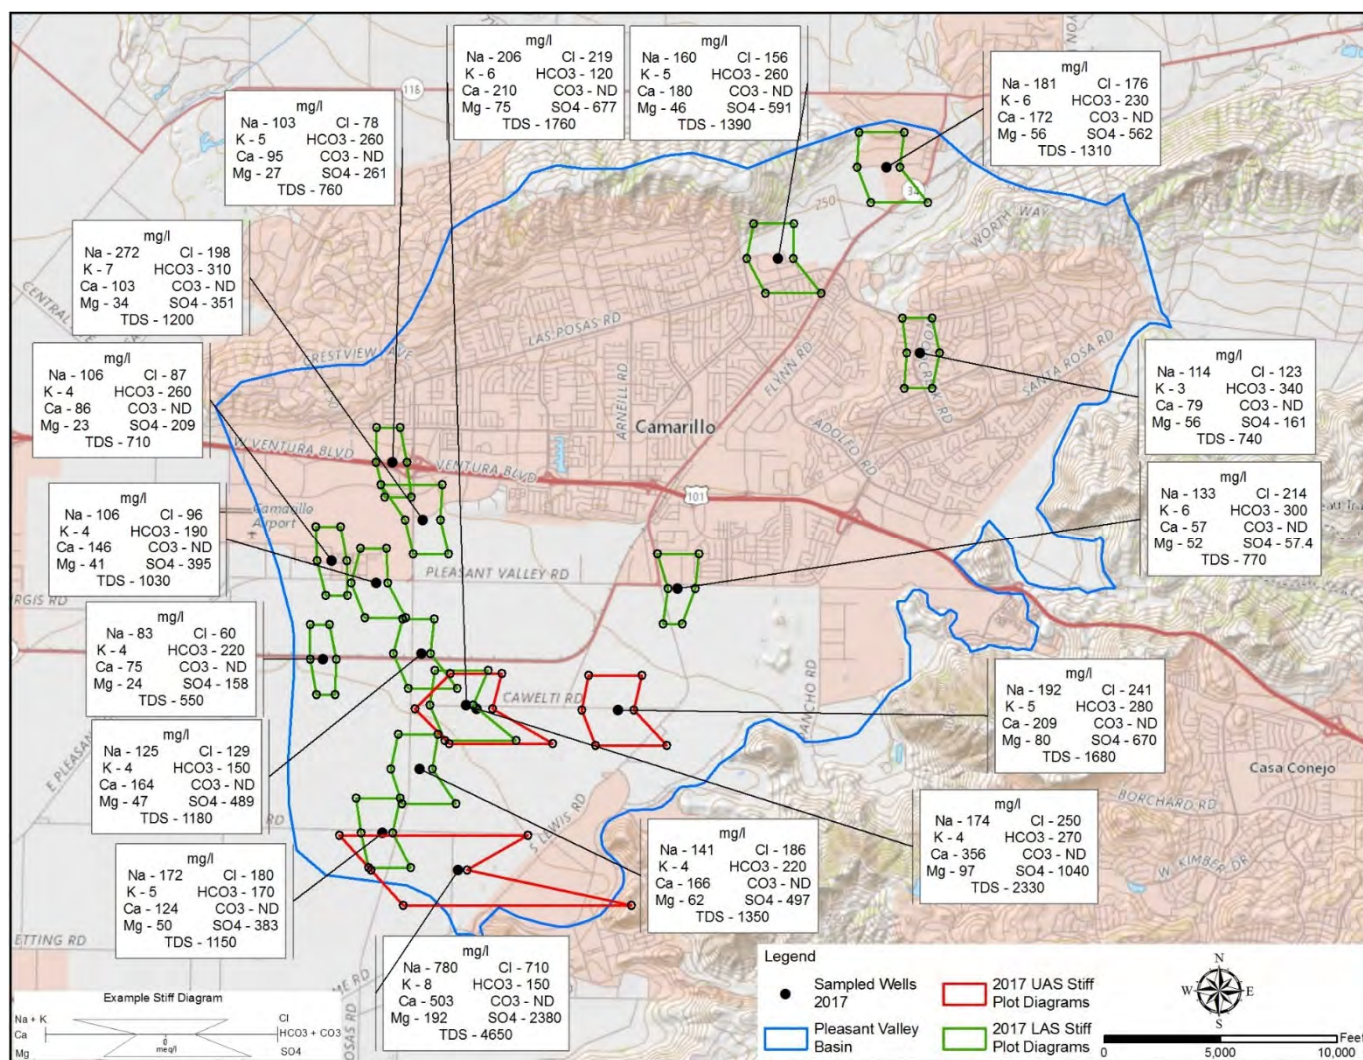 mg/l
Na - 206 Cl - 219
K - 6 HCO3 - 120
Ca - 210 CO3 - ND
Mg - 75 SO4 - 677
TDS - 1760
mg/l
Na - 160 Cl - 156
K - 5 HCO3 - 260
Ca - 180 CO3 - ND
Mg - 46 SO4 - 591
TDS - 1390
mg/l
Na - 181 Cl - 176
K - 6 HCO3 - 230
Ca - 172 CO3 - ND
Mg - 56 SO4 - 562
TDS - 1310
118
mg/l
Na - 103 Cl - 78
K - 5 HCO3 - 260
Ca - 95 CO3 - ND
Mg - 27 SO4 - 261
TDS - 760
34
250
WORTH WAY
mg/l
Na - 272 Cl - 198
K - 7 HCO3 - 310
Ca - 103 CO3 - ND
Mg - 34 SO4 - 351
TDS - 1200
CENTRAL
LAS POSAS RD
CRESTVIEW AVE
ARNEILL RD
FLYNN RD
WOODCREEK RD
SANTA ROSA RD
mg/l
Na - 106 Cl - 87
K - 4 HCO3 - 260
Ca - 86 CO3 - ND
Mg - 23 SO4 - 209
TDS - 710
mg/l
Na - 114 Cl - 123
K - 3 HCO3 - 340
Ca - 79 CO3 - ND
Mg - 56 SO4 - 161
TDS - 740
Camarillo
ADOLFO RD
W VENTURA BLVD
VENTURA BLVD
101
mg/l
Na - 133 Cl - 214
K - 6 HCO3 - 300
Ca - 57 CO3 - ND
Mg - 52 SO4 - 57.4
TDS - 770
mg/l
Na - 106 Cl - 96
K - 4 HCO3 - 190
Ca - 146 CO3 - ND
Mg - 41 SO4 - 395
TDS - 1030
Camarillo
Airport
PLEASANT VALLEY RD
URGIS RD
mg/l
Na - 83 Cl - 60
K - 4 HCO3 - 220
Ca - 75 CO3 - ND
Mg - 24 SO4 - 158
TDS - 550
CAWELTI RD
PANCHO RD
mg/l
Na - 192 Cl - 241
K - 5 HCO3 - 280
Ca - 209 CO3 - ND
Mg - 80 SO4 - 670
TDS - 1680
E PLEASANT
mg/l
Na - 125 Cl - 129
K - 4 HCO3 - 150
Ca - 164 CO3 - ND
Mg - 47 SO4 - 489
TDS - 1180
Casa Conejo
BORCHARD RD
W KIMBER DR
mg/l
Na - 174 Cl - 250
K - 4 HCO3 - 270
Ca - 356 CO3 - ND
Mg - 97 SO4 - 1040
TDS - 2330
RD
S LEWIS RD
mg/l
Na - 141 Cl - 186
K - 4 HCO3 - 220
Ca - 166 CO3 - ND
Mg - 62 SO4 - 497
TDS - 1350
mg/l
Na - 172 Cl - 180
K - 5 HCO3 - 170
Ca - 124 CO3 - ND
Mg - 50 SO4 - 383
TDS - 1150
ETTING RD
mg/l
Na - 780 Cl - 710
K - 8 HCO3 - 150
Ca - 503 CO3 - ND
Mg - 192 SO4 - 2380
TDS - 4650
ME RD
POSAS RD
Example Stiff Diagram
Na + K Cl
Ca HCO3 + CO3
0
meq/l
Mg SO4
Legend
Sampled Wells
2017
Pleasant Valley
Basin
2017 UAS Stiff
Plot Diagrams
2017 LAS Stiff
Plot Diagrams
N
W E
S
Feet
0 5,000 10,000